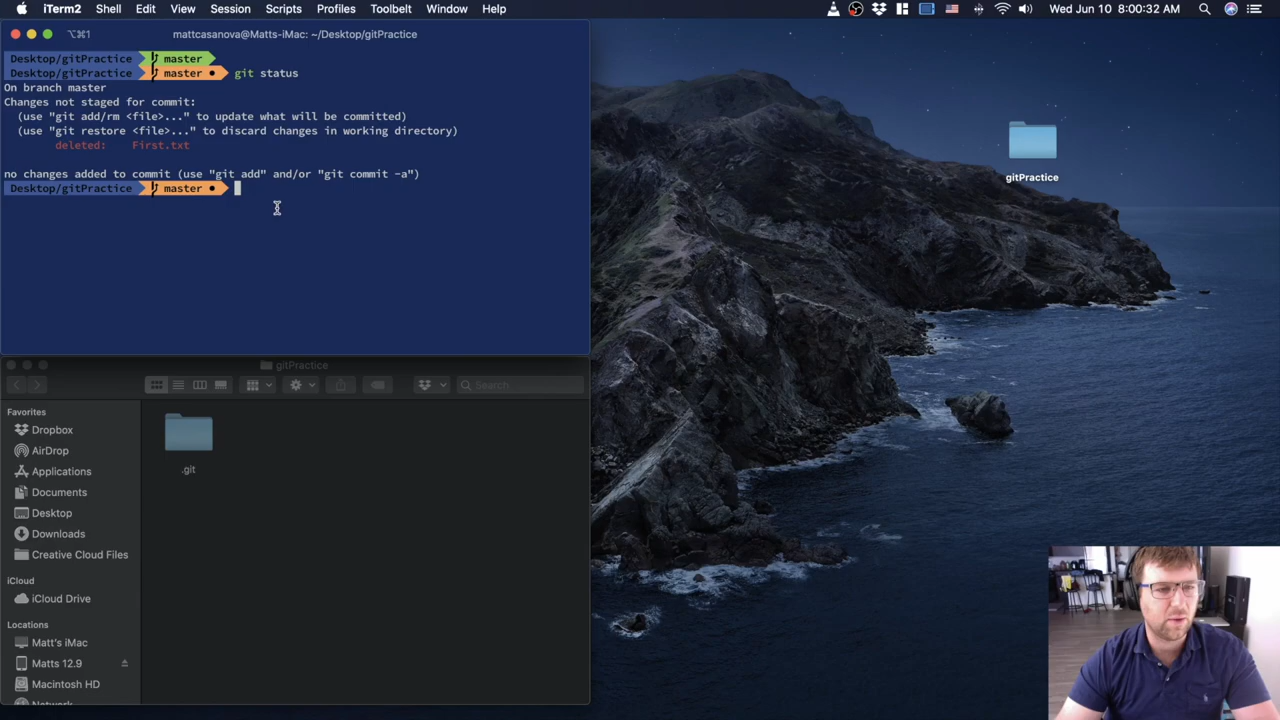 iTerm2 Shell Edit View Session Scripts Profiles Toolbelt Window Help Wed Jun 10 8:00:32 AM
⌥⌘1 mattcasanova@Matts-iMac: ~/Desktop/gitPractice
Desktop/gitPractice master
Desktop/gitPractice master ● git status
On branch master
Changes not staged for commit:
(use "git add/rm <file>..." to update what will be committed)
(use "git restore <file>..." to discard changes in working directory)
deleted: First.txt
no changes added to commit (use "git add" and/or "git commit -a")
Desktop/gitPractice master ●
gitPractice
gitPractice
Search
Favorites
Dropbox
AirDrop
Applications
Documents
Desktop
Downloads
Creative Cloud Files
iCloud
iCloud Drive
Locations
Matt's iMac
Matts 12.9
Macintosh HD
Network
.git